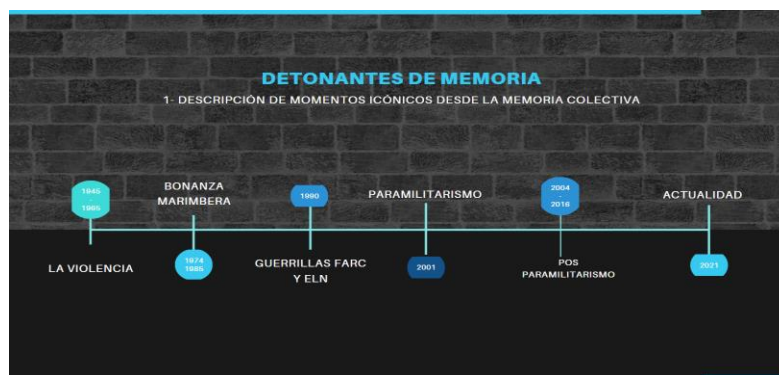 DETONANTES DE MEMORIA
1- DESCRIPCIÓN DE MOMENTOS ICÓNICOS DESDE LA MEMORIA COLECTIVA
1945
-
1965
LA VIOLENCIA
BONANZA
MARIMBERA
1974
1985
1990
GUERRILLAS FARC
Y ELN
PARAMILITARISMO
2001
2004
-
2016
POS
PARAMILITARISMO
ACTUALIDAD
2021